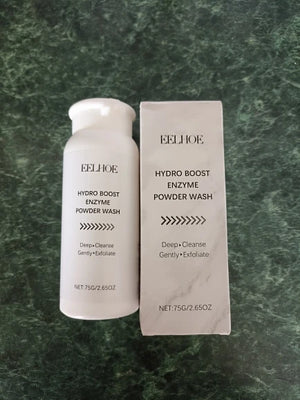 EELHOE
HYDRO BOOST
ENZYME
POWDER WASH
>>>>>>>>
Deep▸Cleanse
Gently▸Exfoliate
NET:75G/2.65OZ
EELHOE
HYDRO BOOST
ENZYME
POWDER WASH
>>>>>>>>
Deep▸Cleanse
Gently▸Exfoliate
NET:75G/2.65OZ